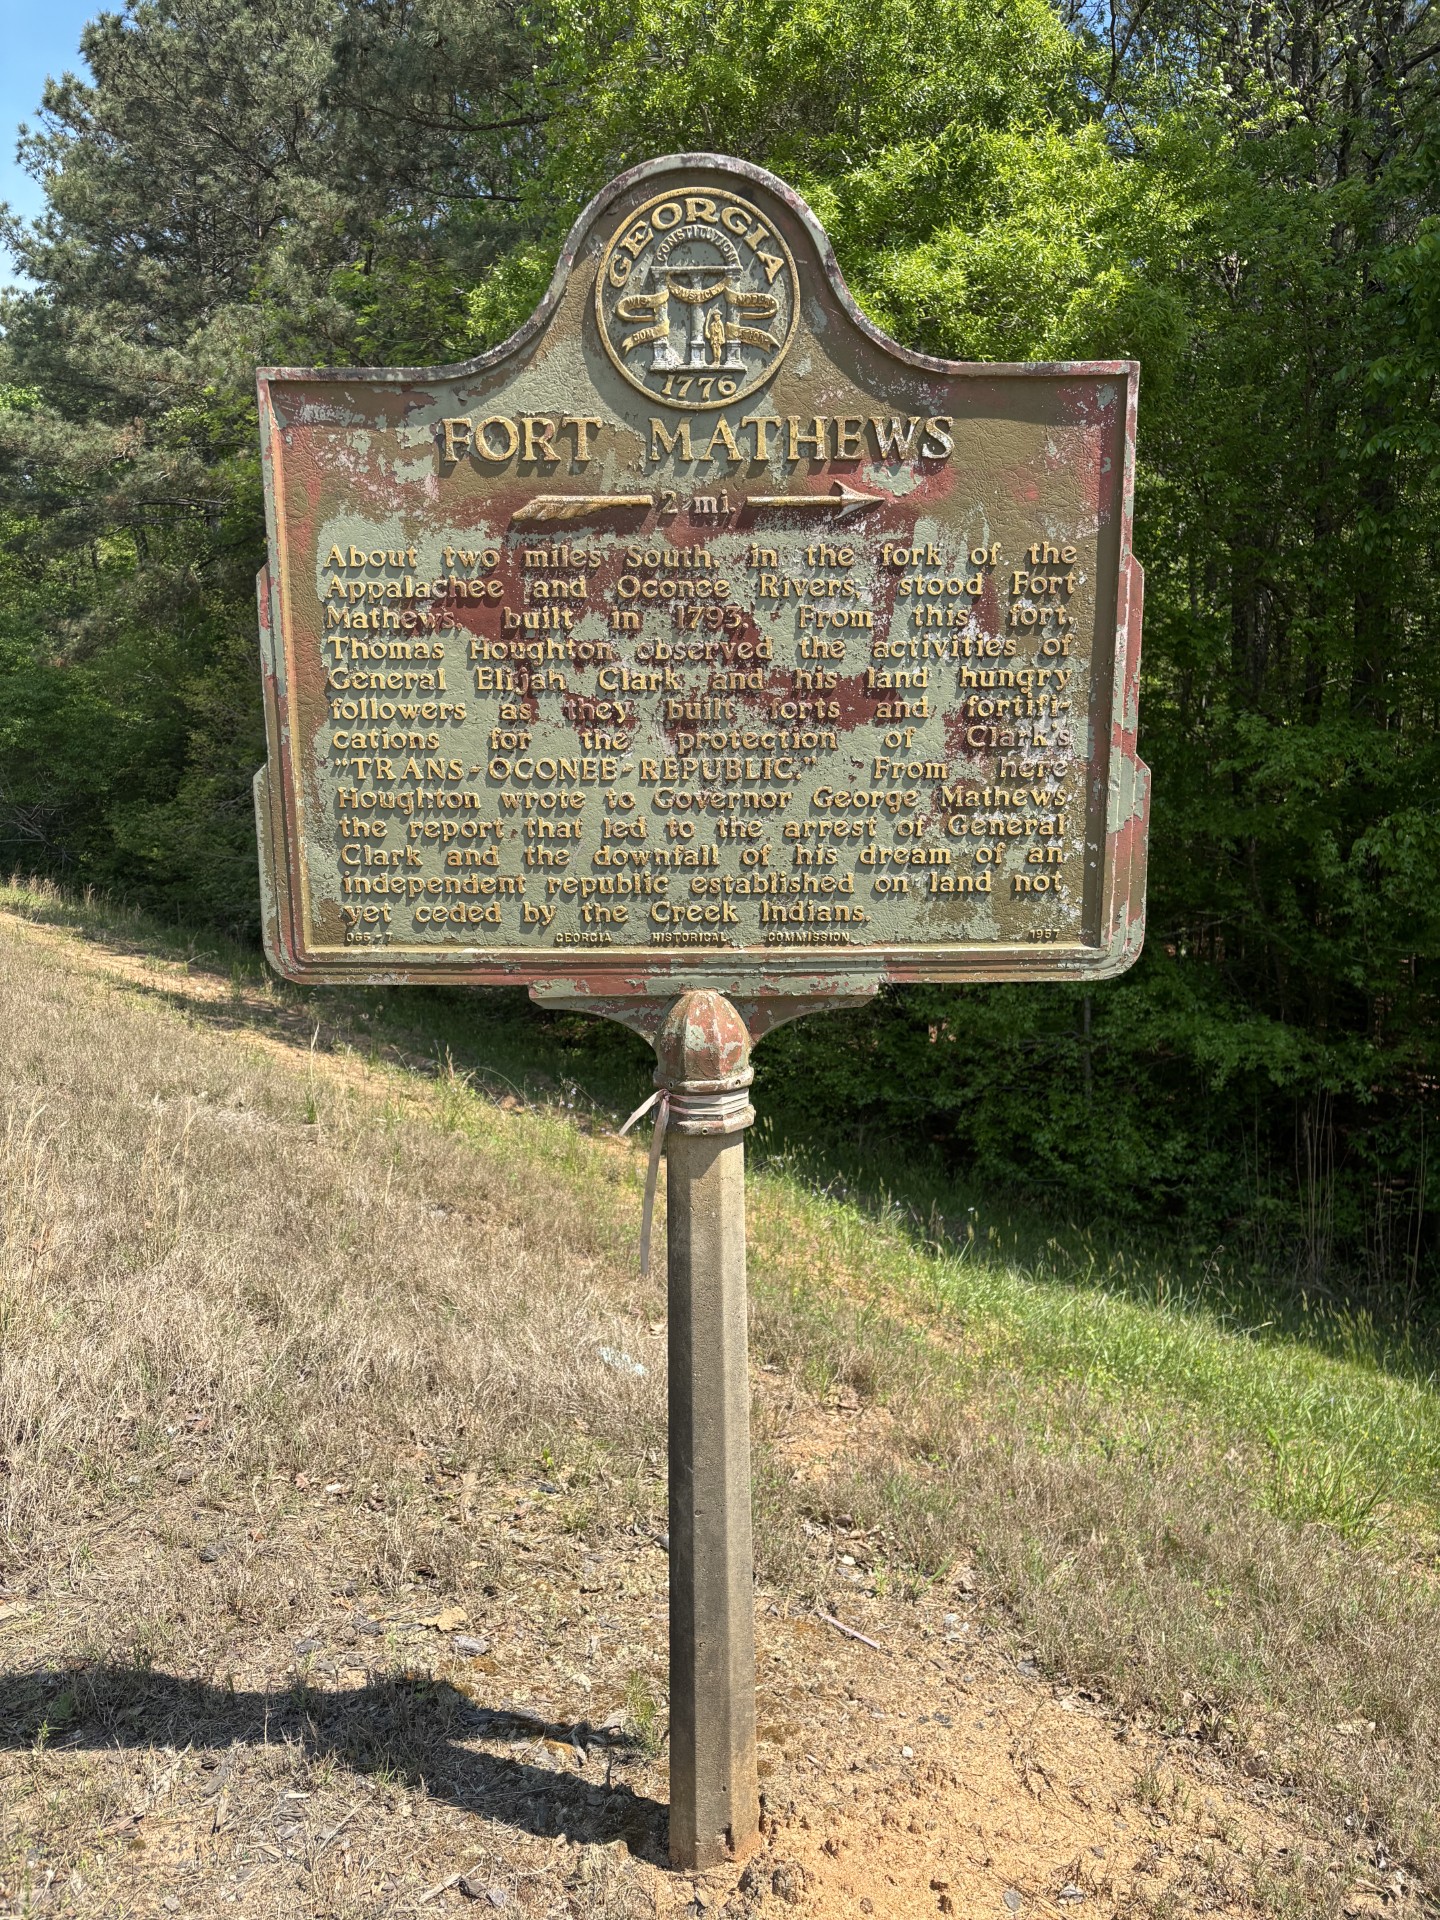 GEORGIA
CONSTITUTION
JUSTICE
1776
FORT MATHEWS
2 mi.
About two miles South, in the fork of the
Appalachee and Oconee Rivers, stood Fort
Mathews, built in 1793. From this fort,
Thomas Houghton observed the activities of
General Elijah Clark and his land hungry
followers as they built forts and fortifi-
cations for the protection of Clark's
"TRANS-OCONEE-REPUBLIC." From here
Houghton wrote to Governor George Mathews
the report that led to the arrest of General
Clark and the downfall of his dream of an
independent republic established on land not
yet ceded by the Creek Indians.
066-7 GEORGIA HISTORICAL COMMISSION 1957